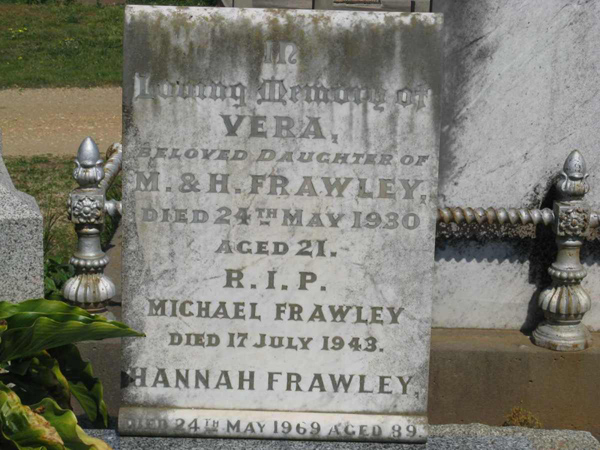 In
Loving Memory of
VERA,
BELOVED DAUGHTER OF
M. & H. FRAWLEY,
DIED 24TH MAY 1930
AGED 21.
R.I.P.
MICHAEL FRAWLEY
DIED 17 JULY 1943.
HANNAH FRAWLEY,
DIED 24TH MAY 1969 AGED 89.